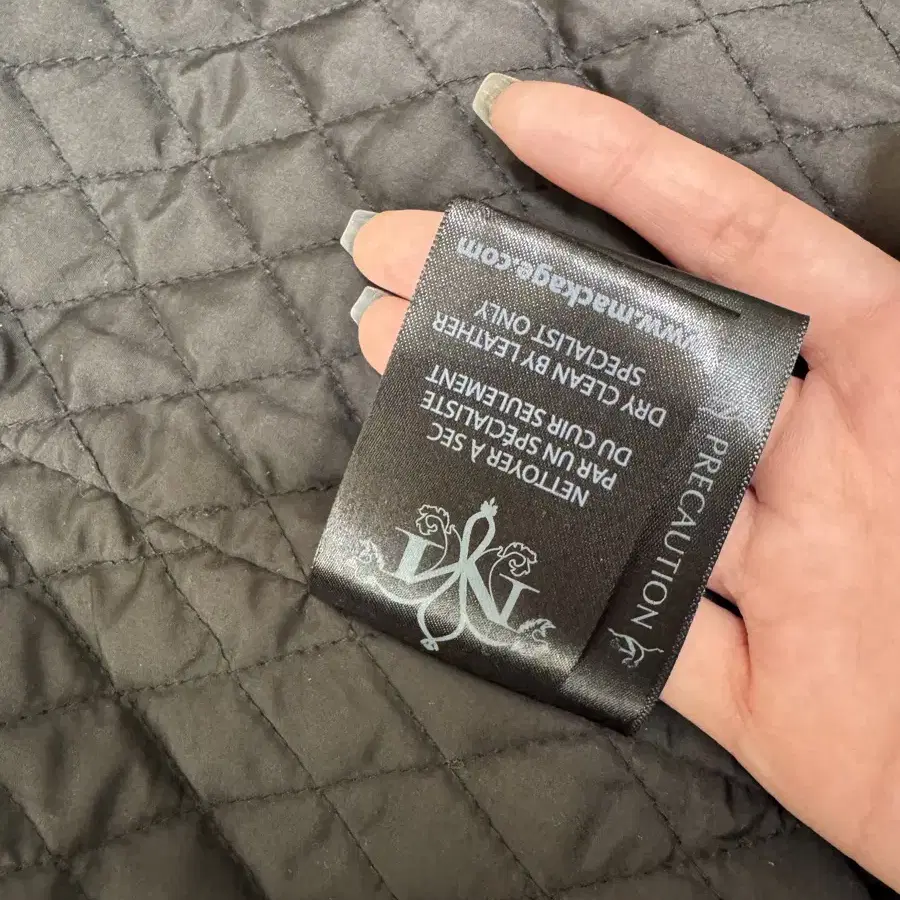 NETTOYER À SEC
PAR UN SPÉCIALISTE
DU CUIR SEULEMENT
DRY CLEAN BY LEATHER
SPECIALIST ONLY
www.mackage.com
PRECAUTION